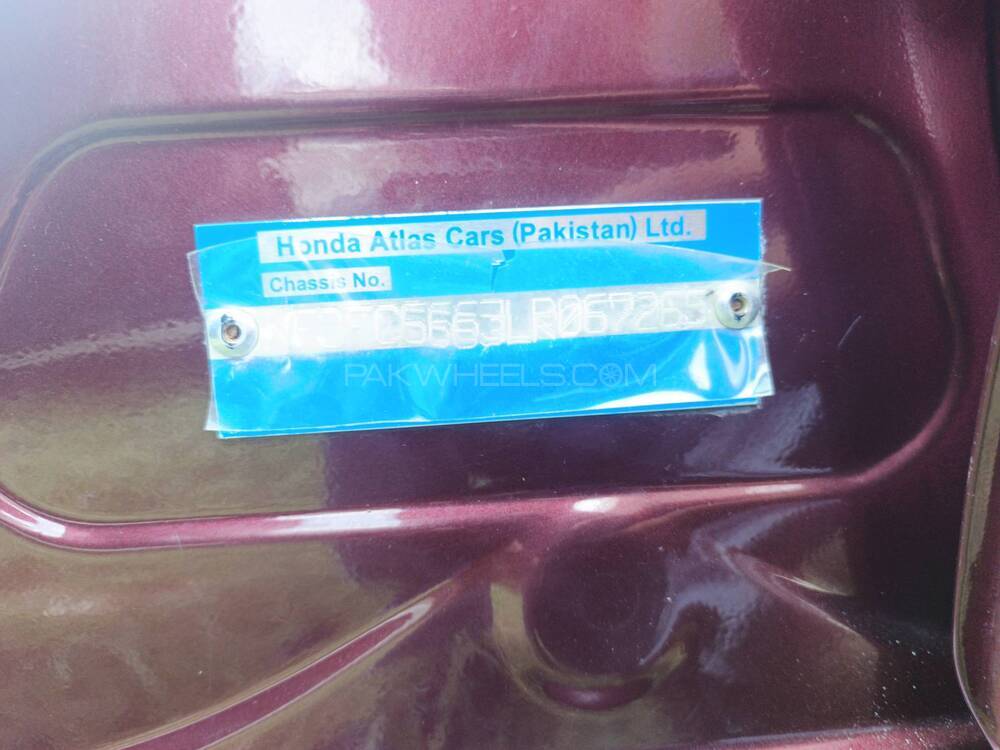 Honda Atlas Cars (Pakistan) Ltd.
Chassis No.
PAKWHEELS.COM